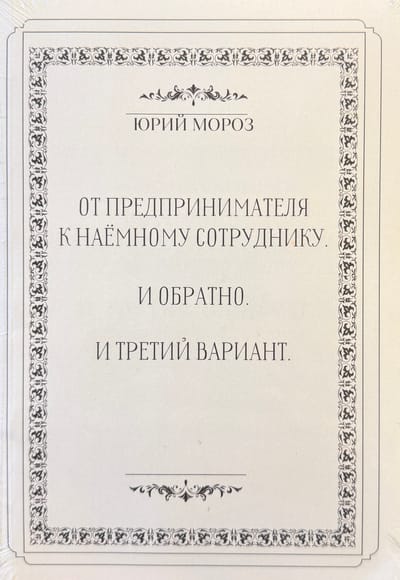 ЮРИЙ МОРОЗ
ОТ ПРЕДПРИНИМАТЕЛЯ
К НАЁМНОМУ СОТРУДНИКУ.
И ОБРАТНО.
И ТРЕТИЙ ВАРИАНТ.